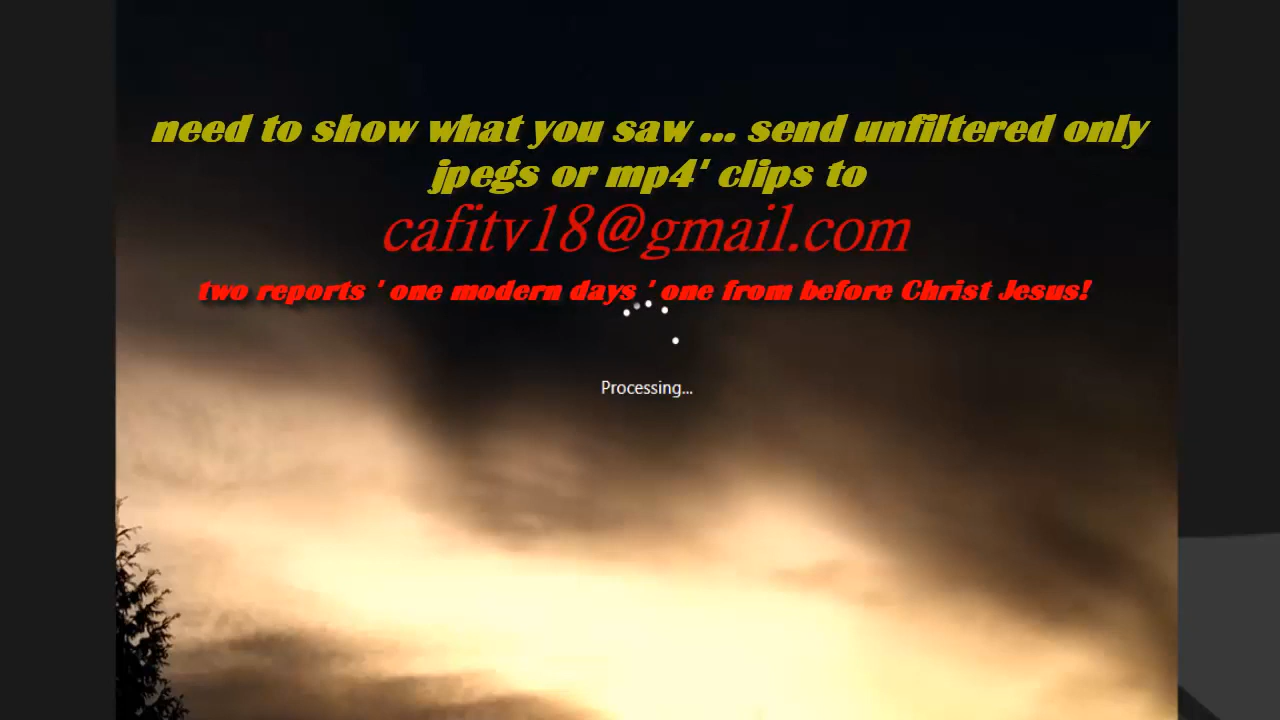 need to show what you saw ... send unfiltered only
jpegs or mp4' clips to
cafitv18@gmail.com
two reports ' one modern days ' one from before Christ Jesus!
Processing...